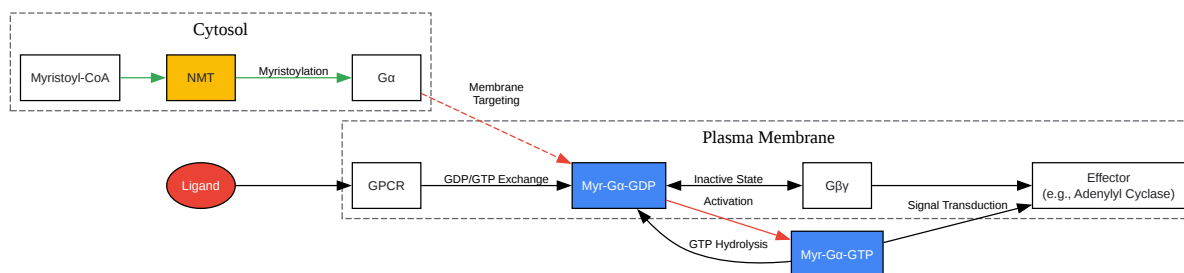 Cytosol
Myristoyl-CoA
NMT
Myristoylation
Gα
Membrane
Targeting
Plasma Membrane
Ligand
GPCR
GDP/GTP Exchange
Myr-Gα-GDP
Inactive State
Gβγ
Effector
(e.g., Adenylyl Cyclase)
Activation
Signal Transduction
GTP Hydrolysis
Myr-Gα-GTP